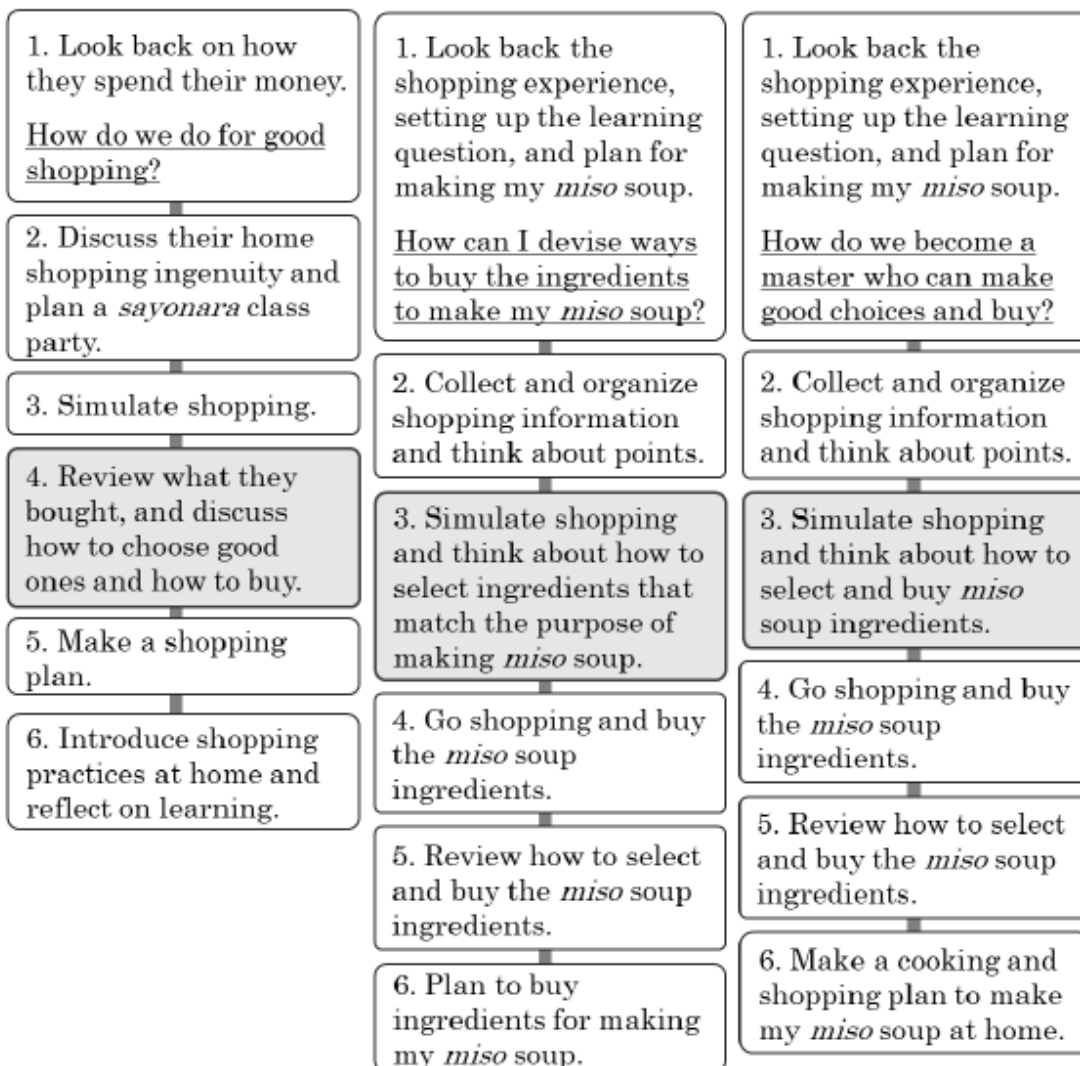 1. Look back on how
they spend their money.
How do we do for good
shopping?
2. Discuss their home
shopping ingenuity and
plan a sayonara class
party.
3. Simulate shopping.
4. Review what they
bought, and discuss
how to choose good
ones and how to buy.
5. Make a shopping
plan.
6. Introduce shopping
practices at home and
reflect on learning.
1. Look back the
shopping experience,
setting up the learning
question, and plan for
making my miso soup.
How can I devise ways
to buy the ingredients
to make my miso soup?
2. Collect and organize
shopping information
and think about points.
3. Simulate shopping
and think about how to
select ingredients that
match the purpose of
making miso soup.
4. Go shopping and buy
the miso soup
ingredients.
5. Review how to select
and buy the miso soup
ingredients.
6. Plan to buy
ingredients for making
my miso soup.
1. Look back the
shopping experience,
setting up the learning
question, and plan for
making my miso soup.
How do we become a
master who can make
good choices and buy?
2. Collect and organize
shopping information
and think about points.
3. Simulate shopping
and think about how to
select and buy miso
soup ingredients.
4. Go shopping and buy
the miso soup
ingredients.
5. Review how to select
and buy the miso soup
ingredients.
6. Make a cooking and
shopping plan to make
my miso soup at home.